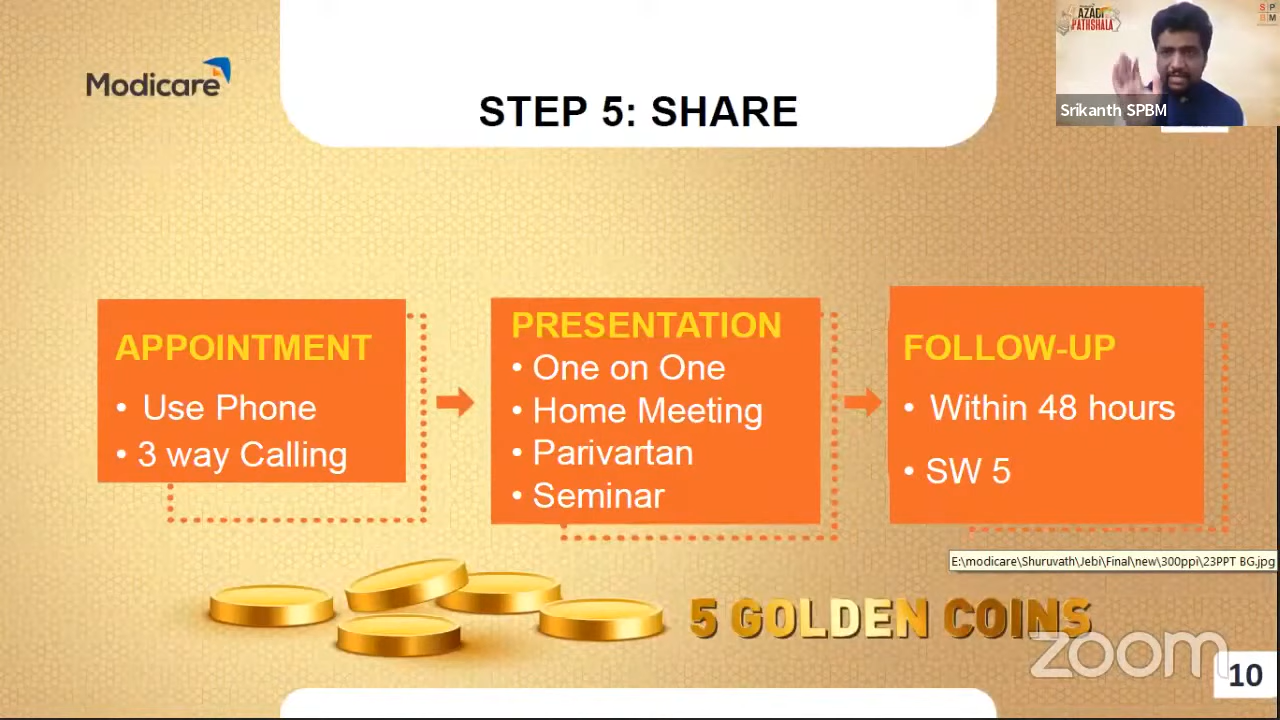 Modicare
STEP 5: SHARE
AZADI
PATHSHALA
S P
B M
Srikanth SPBM
APPOINTMENT
• Use Phone
• 3 way Calling
PRESENTATION
• One on One
• Home Meeting
• Parivartan
• Seminar
FOLLOW-UP
• Within 48 hours
• SW 5
E:\modicare\Shuruvath\Jebi\Final\new\300ppi\23PPT BG.jpg
5 GOLDEN COINS
zoom
10